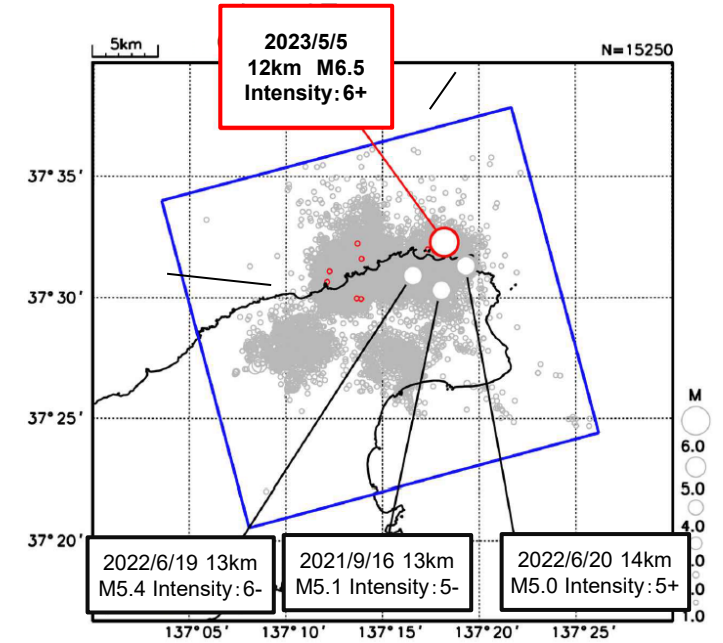 2023/5/5
12km M6.5
Intensity:6+
5km
N=15250
37°35′
37°30′
37°25′
37°20′
M
6.0
5.0
4.0
.0
.0
1.0
2022/6/19 13km
M5.4 Intensity:6-
2021/9/16 13km
M5.1 Intensity:5-
2022/6/20 14km
M5.0 Intensity:5+
137°05′
137°10′
137°15′
137°20′
137°25′